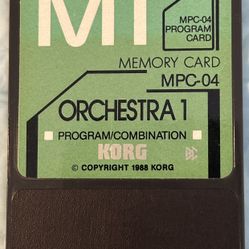 M1
MPC-04
PROGRAM
CARD
MEMORY CARD
MPC-04
ORCHESTRA 1
PROGRAM/COMBINATION
KORG
© COPYRIGHT 1988 KORG